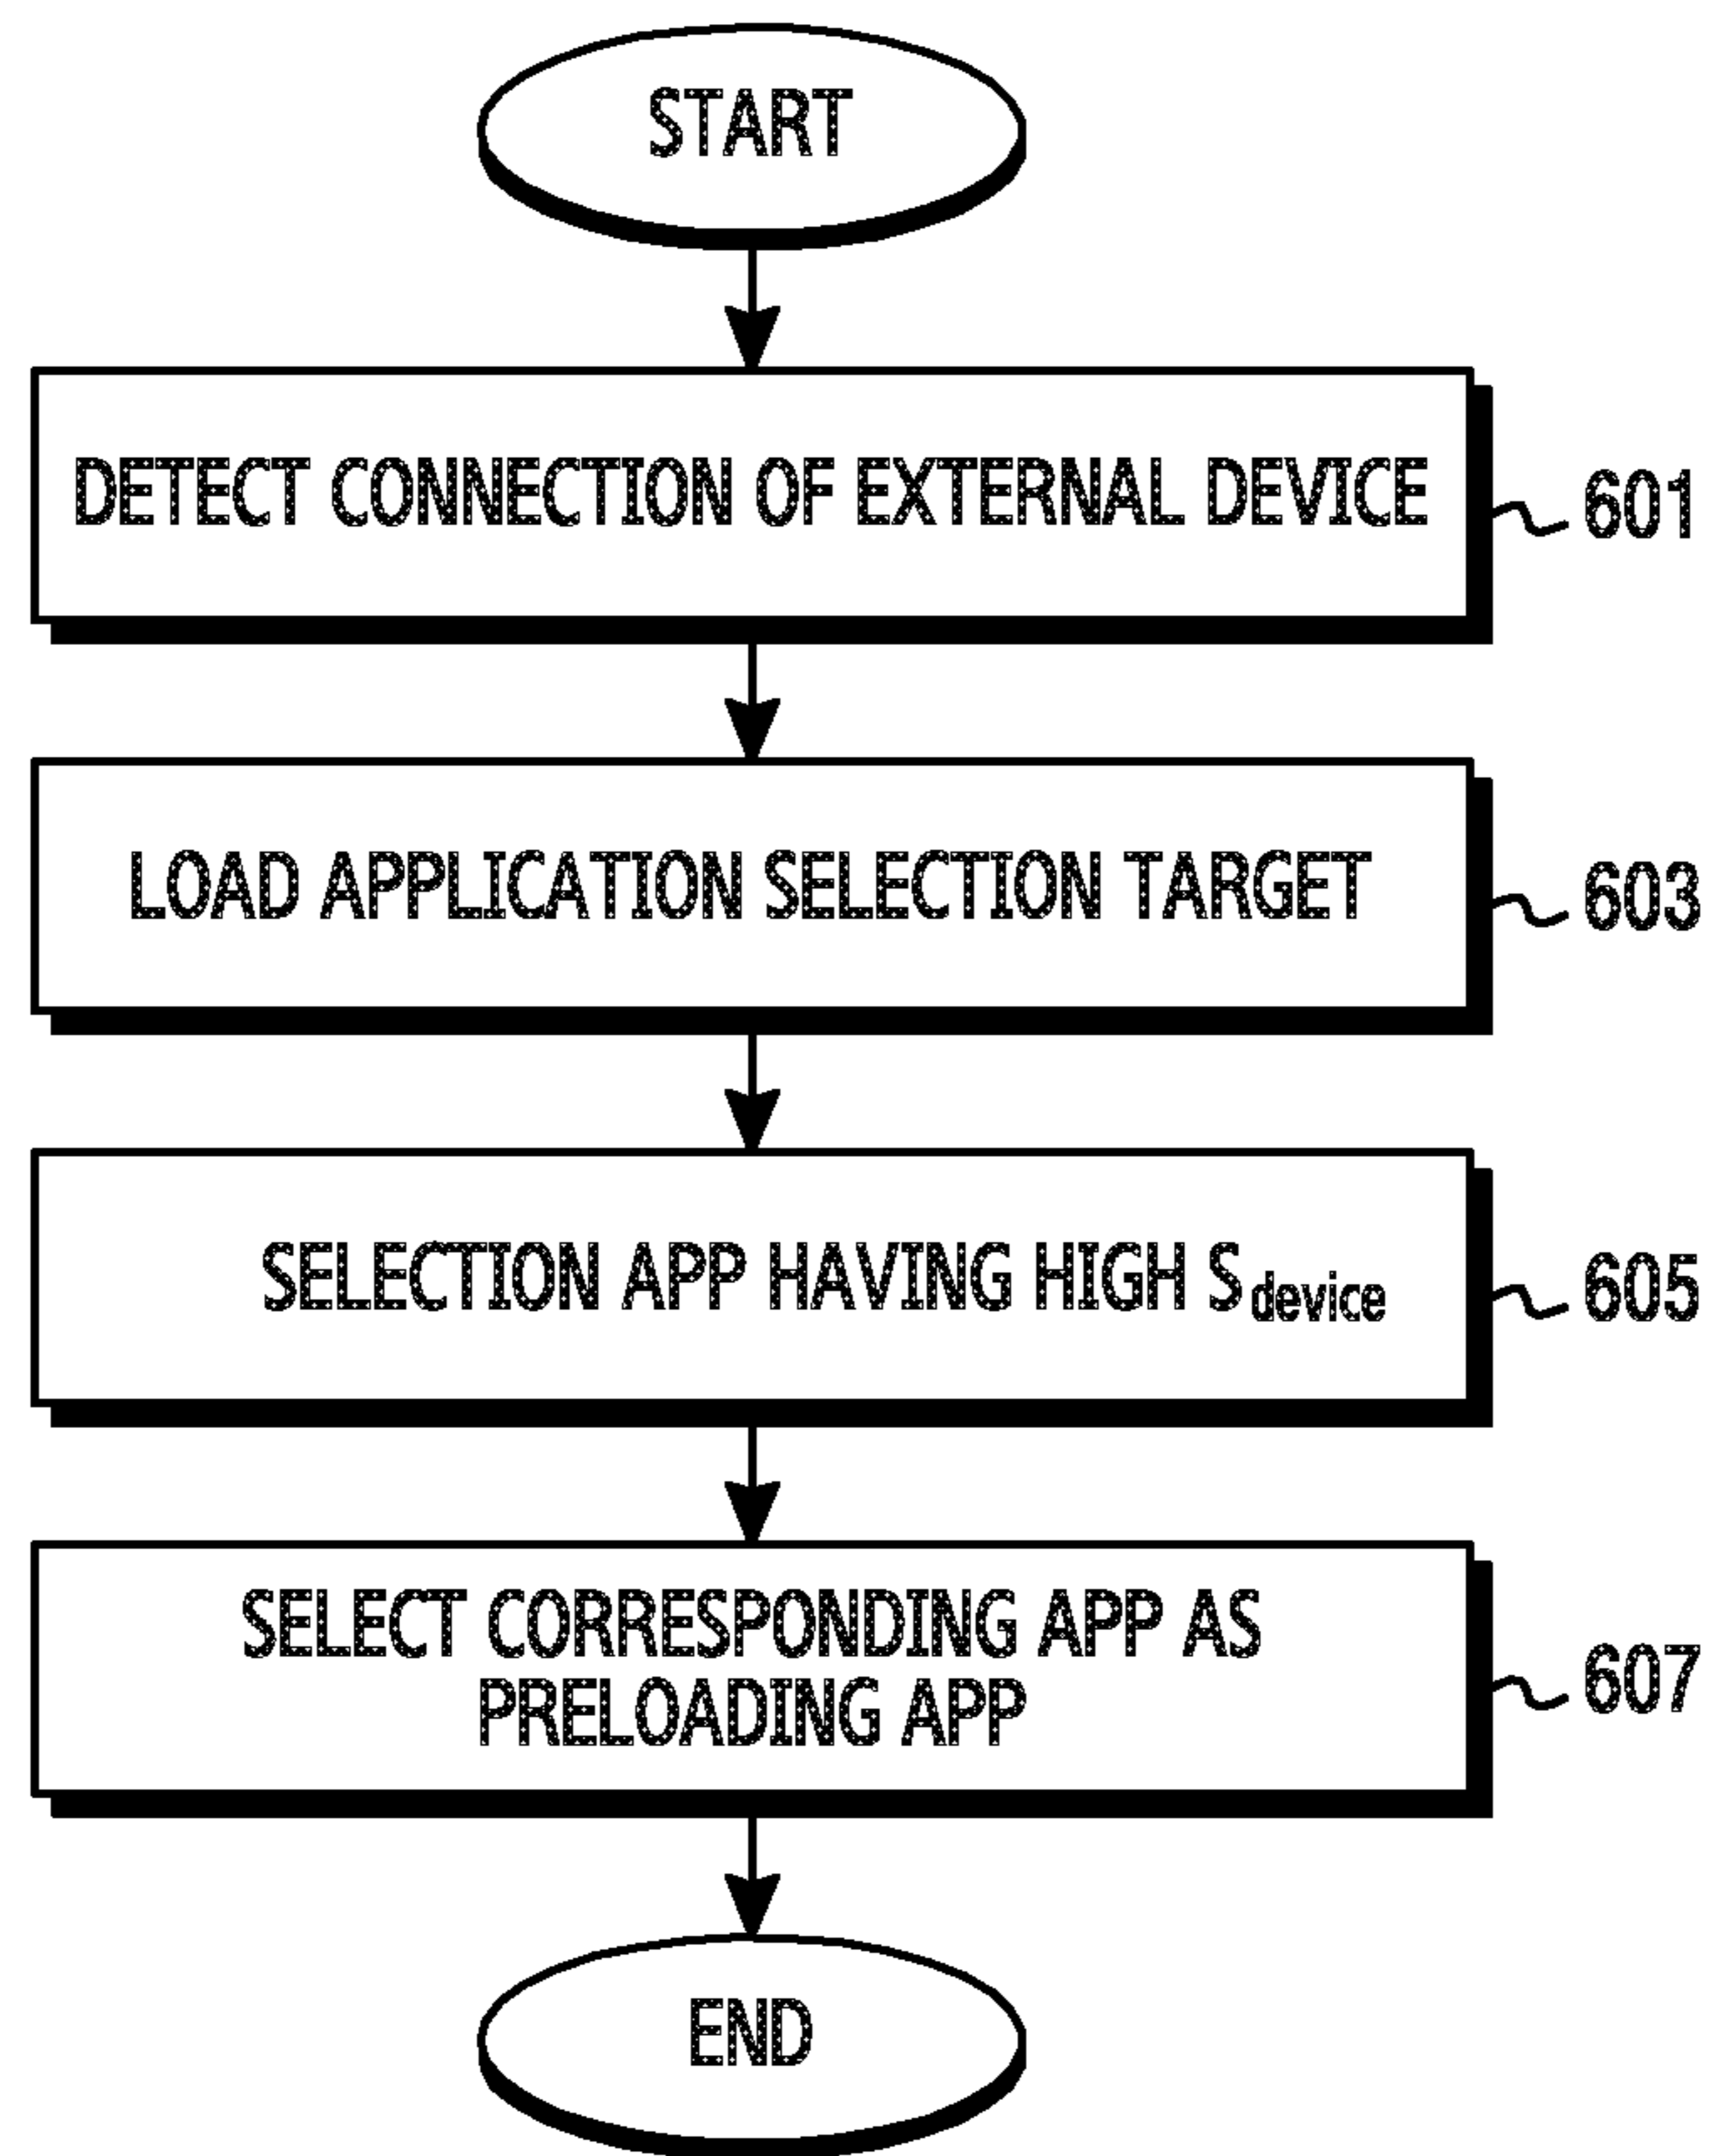 START
DETECT CONNECTION OF EXTERNAL DEVICE
601
LOAD APPLICATION SELECTION TARGET
603
SELECTION APP HAVING HIGH Sdevice
605
SELECT CORRESPONDING APP AS
PRELOADING APP
607
END